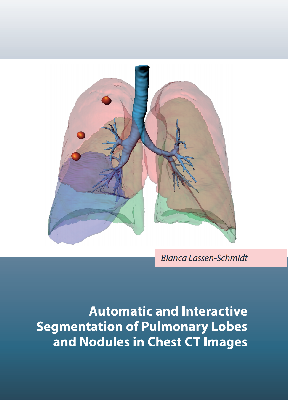 Bianca Lassen-Schmidt
Automatic and Interactive
Segmentation of Pulmonary Lobes
and Nodules in Chest CT Images